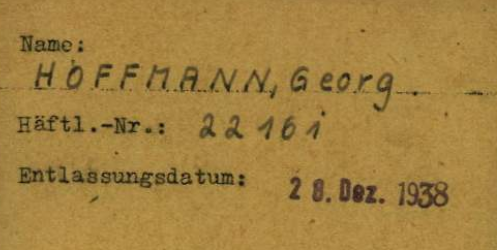 Name:
HOFFMANN, Georg.
Häftl.-Nr.: 22161
Entlassungsdatum: 28. Dez. 1938